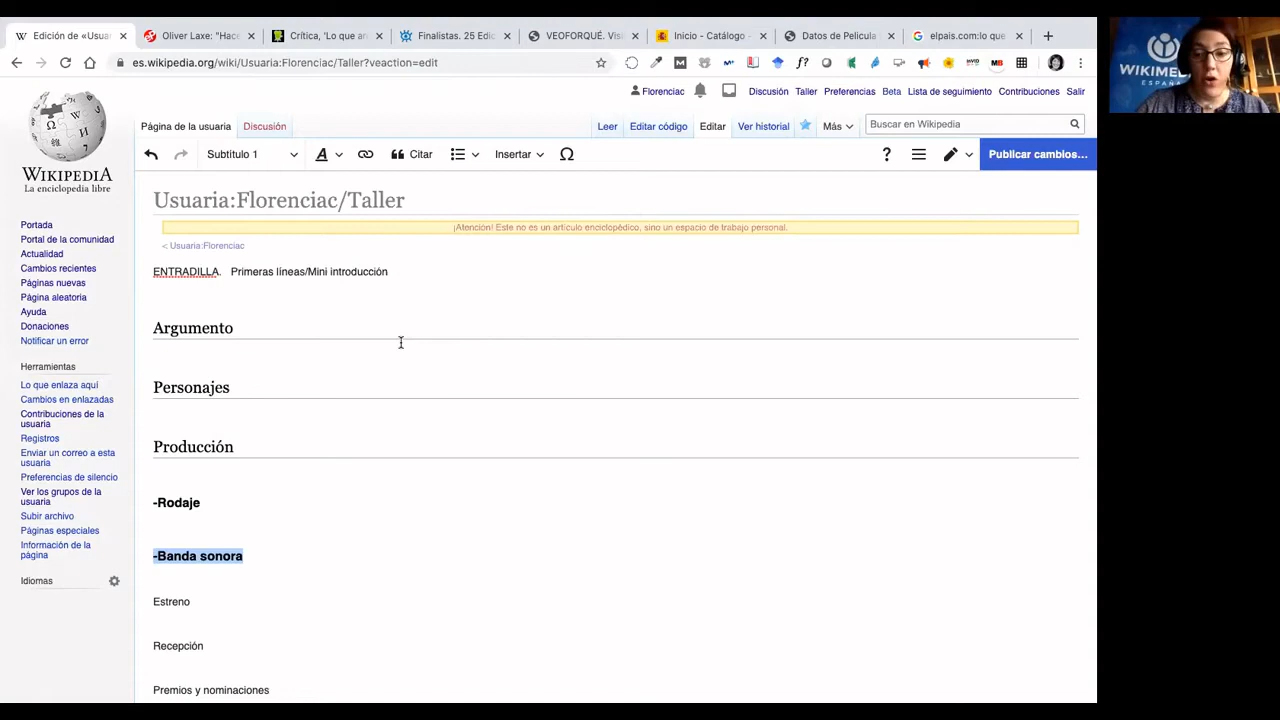 Edición de «Usua
Oliver Laxe: "Hace
Crítica, 'Lo que ar
Finalistas. 25 Edic
VEOFORQUÉ. Vis
Inicio - Catálogo
Datos de Pelicula
elpais.com:lo que
es.wikipedia.org/wiki/Usuaria:Florenciac/Taller?veaction=edit
WIKIMEDIA
ESPAÑA
Florenciac
Discusión
Taller
Preferencias
Beta
Lista de seguimiento
Contribuciones
Salir
Página de la usuaria
Discusión
Leer
Editar código
Editar
Ver historial
Más
Buscar en Wikipedia
Subtítulo 1
A
Citar
Insertar
Ω
?
Publicar cambios...
WIKIPEDIA
La enciclopedia libre
Portada
Portal de la comunidad
Actualidad
Cambios recientes
Páginas nuevas
Página aleatoria
Ayuda
Donaciones
Notificar un error
Herramientas
Lo que enlaza aquí
Cambios en enlazadas
Contribuciones de la
usuaria
Registros
Enviar un correo a esta
usuaria
Preferencias de silencio
Ver los grupos de la
usuaria
Subir archivo
Páginas especiales
Información de la
página
Idiomas
Usuaria:Florenciac/Taller
¡Atención! Este no es un artículo enciclopédico, sino un espacio de trabajo personal.
< Usuaria:Florenciac
ENTRADILLA. Primeras líneas/Mini introducción
Argumento
Personajes
Producción
-Rodaje
-Banda sonora
Estreno
Recepción
Premios y nominaciones